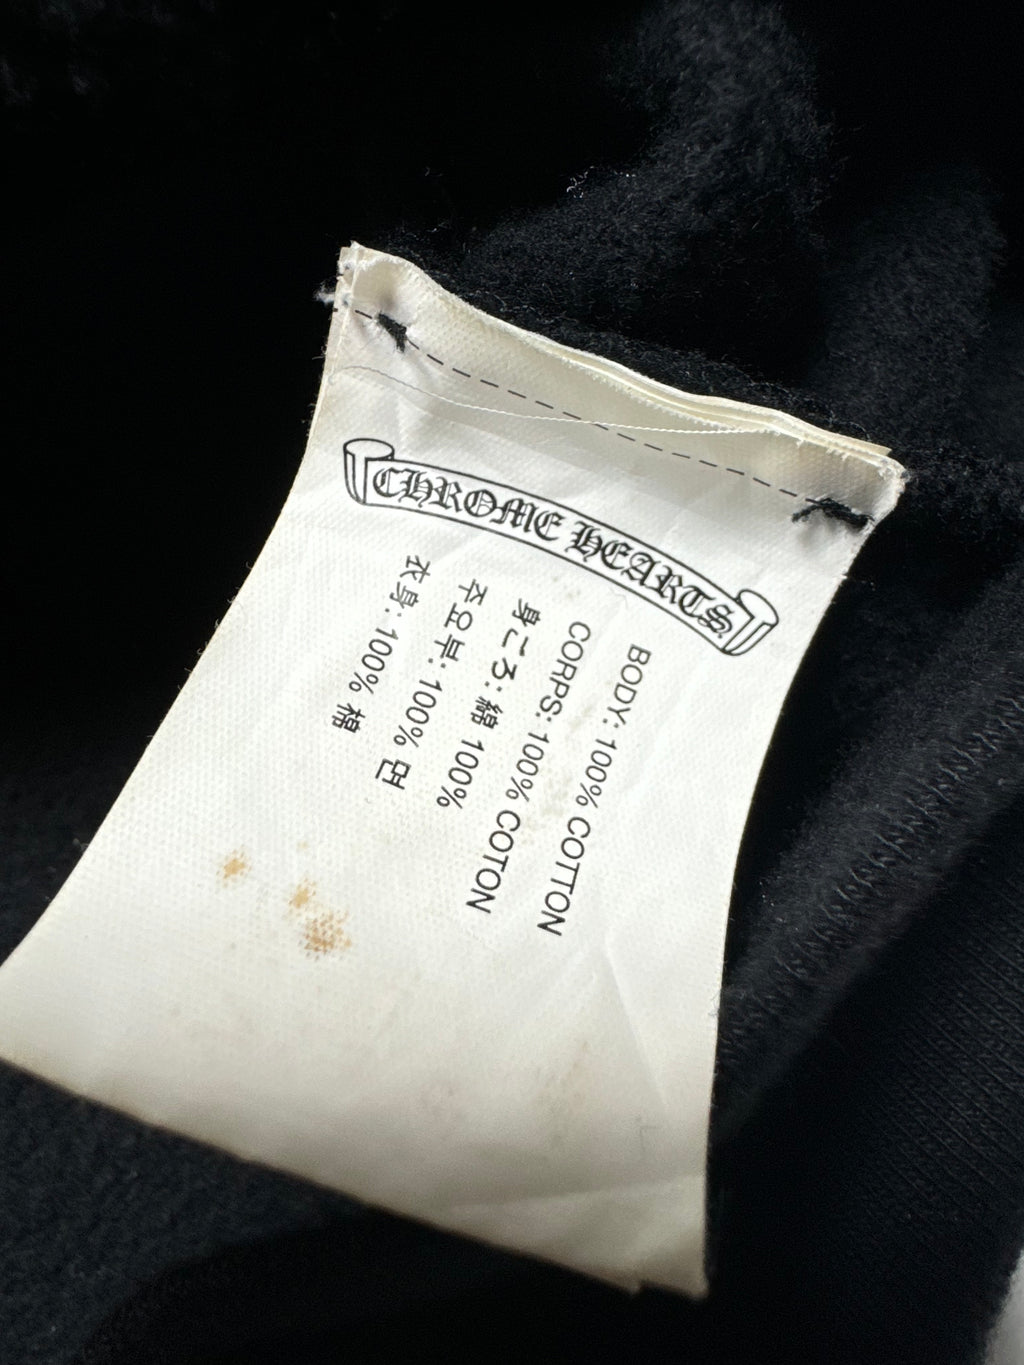 CHROME HEARTS
BODY: 100% COTTON
CORPS: 100% COTON
身ごろ: 綿 100%
주요부: 100% 면
衣身: 100% 棉